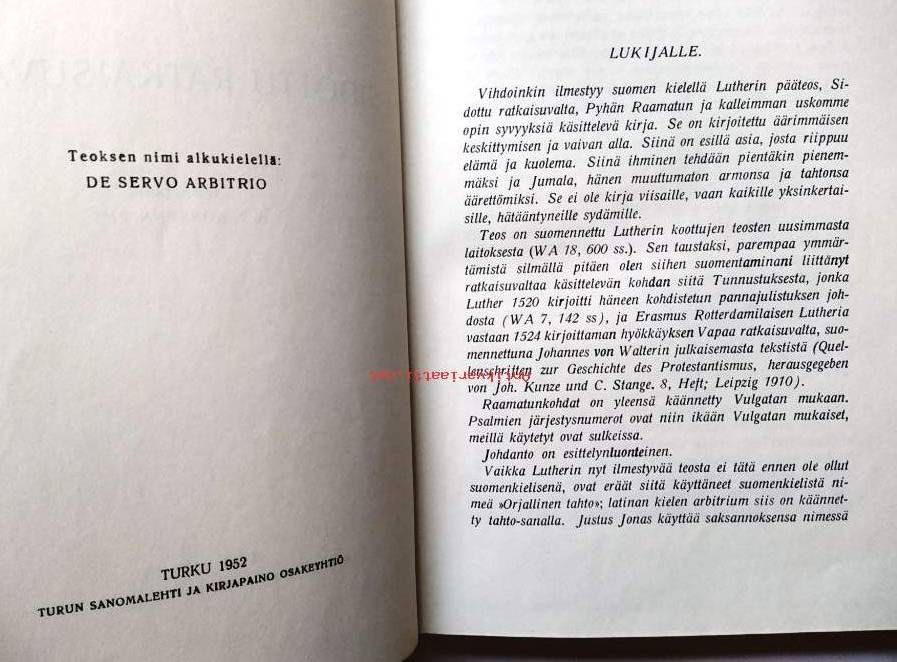 Teoksen nimi alkukielellä:
DE SERVO ARBITRIO
TURKU 1952
TURUN SANOMALEHTI JA KIRJAPAINO OSAKEYHTIÖ
LUKIJALLE.
Vihdoinkin ilmestyy suomen kielellä Lutherin pääteos, Si-
dottu ratkaisuvalta, Pyhän Raamatun ja kalleimman uskomme
opin syvyyksiä käsittelevä kirja. Se on kirjoitettu äärimmäisen
keskittymisen ja vaivan alla. Siinä on esillä asia, josta riippuu
elämä ja kuolema. Siinä ihminen tehdään pientäkin pienem-
mäksi ja Jumala, hänen muuttumaton armonsa ja tahtonsa
äärettömiksi. Se ei ole kirja viisaille, vaan kaikille yksinkertai-
sille, hätääntyneille sydämille.
Teos on suomennettu Lutherin koottujen teosten uusimmasta
laitoksesta (WA 18, 600 ss.). Sen taustaksi, parempaa ymmär-
tämistä silmällä pitäen olen siihen suomentaminani liittänyt
ratkaisuvaltaa käsittelevän kohdan siitä Tunnustuksesta, jonka
Luther 1520 kirjoitti häneen kohdistetun pannajulistuksen joh-
dosta (WA 7, 142 ss), ja Erasmus Rotterdamilaisen Lutheria
vastaan 1524 kirjoittaman hyökkäyksen Vapaa ratkaisuvalta, suo-
mennettuna Johannes von Walterin julkaisemasta tekstistä (Quel-
lenschriften zur Geschichte des Protestantismus, herausgegeben
von Joh. Kunze und C. Stange. 8, Heft; Leipzig 1910).
Raamatunkohdat on yleensä käännetty Vulgatan mukaan.
Psalmien järjestysnumerot ovat niin ikään Vulgatan mukaiset,
meillä käytetyt ovat sulkeissa.
Johdanto on esittelynluonteinen.
Vaikka Lutherin nyt ilmestyvää teosta ei tätä ennen ole ollut
suomenkielisenä, ovat eräät siitä käyttäneet suomenkielistä ni-
meä »Orjallinen tahto»; latinan kielen arbitrium siis on käännet-
ty tahto-sanalla. Justus Jonas käyttää saksannoksensa nimessä